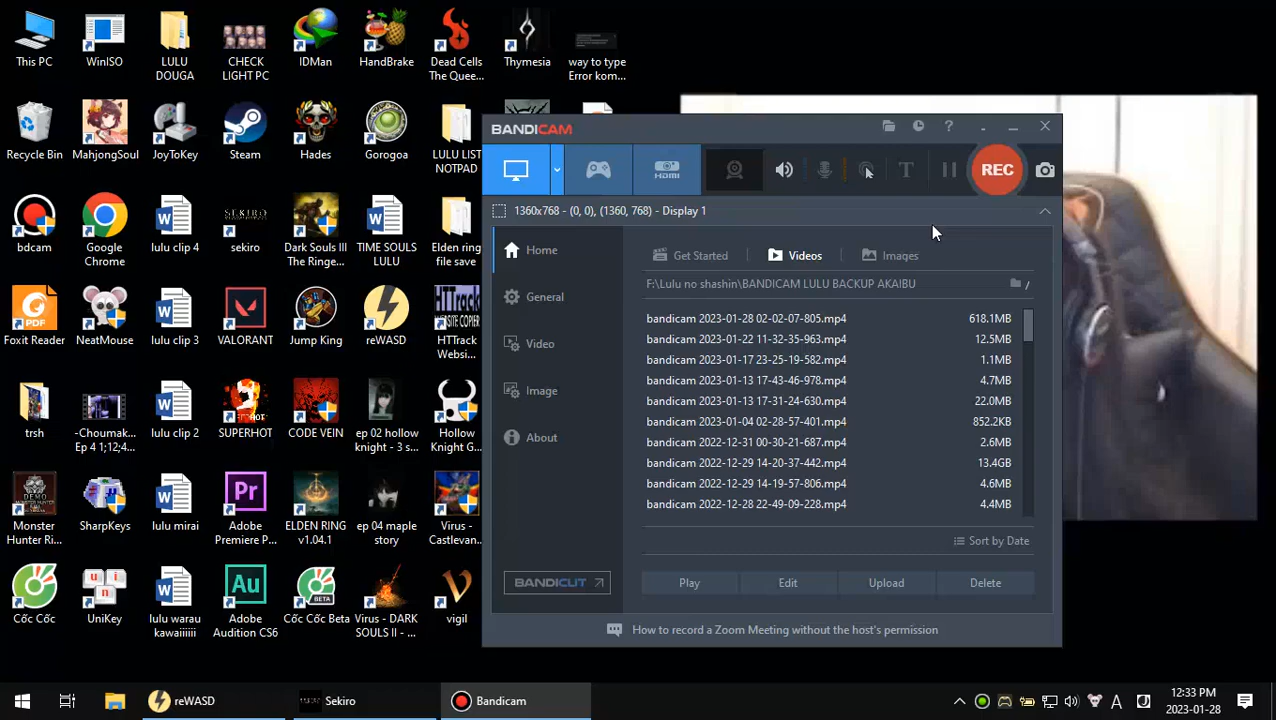 This PC
WinISO
LULU
DOUGA
CHECK
LIGHT PC
IDMan
HandBrake
Dead Cells
The Quee...
Thymesia
way to type
Error kom...
Recycle Bin
MahjongSoul
JoyToKey
Steam
Hades
Gorogoa
LULU LIST
NOTPAD
bdcam
Google
Chrome
lulu clip 4
SEKIRO
sekiro
Dark Souls III
The Ringe...
TIME SOULS
LULU
Elden ring
file save
PDF
Foxit Reader
NeatMouse
lulu clip 3
VALORANT
Jump King
reWASD
HTTrack
WEBSITE COPIER
HTTrack
Websi...
trsh
-Choumak...
Ep 4 1;12;4...
lulu clip 2
SUPERHOT
CODE VEIN
ep 02 hollow
knight - 3 s...
Hollow
Knight G...
DEMO
Monster
Hunter Ri...
SharpKeys
lulu mirai
Pr
Adobe
Premiere P...
ELDEN RING
v1.04.1
ep 04 maple
story
Virus -
Castlevan...
Cốc Cốc
UniKey
lulu warau
kawaiiiiii
Au
Adobe
Audition CS6
BETA
Cốc Cốc Beta
Virus - DARK
SOULS II - ...
vigil
BANDICAM
HDMI
REC
1360x768 - (0, 0), (1360, 768) - Display 1
Home
General
Video
Image
About
BANDICUT
Get Started
Videos
Images
F:\Lulu no shashin\BANDICAM LULU BACKUP AKAIBU
bandicam 2023-01-28 02-02-07-805.mp4 618.1MB
bandicam 2023-01-22 11-32-35-963.mp4 12.5MB
bandicam 2023-01-17 23-25-19-582.mp4 1.1MB
bandicam 2023-01-13 17-43-46-978.mp4 4.7MB
bandicam 2023-01-13 17-31-24-630.mp4 22.0MB
bandicam 2023-01-04 02-28-57-401.mp4 852.2KB
bandicam 2022-12-31 00-30-21-687.mp4 2.6MB
bandicam 2022-12-29 14-20-37-442.mp4 13.4GB
bandicam 2022-12-29 14-19-57-806.mp4 4.6MB
bandicam 2022-12-28 22-49-09-228.mp4 4.4MB
Sort by Date
Play Edit Upload Delete
How to record a Zoom Meeting without the host's permission
reWASD
Sekiro
Bandicam
A
12:33 PM
2023-01-28